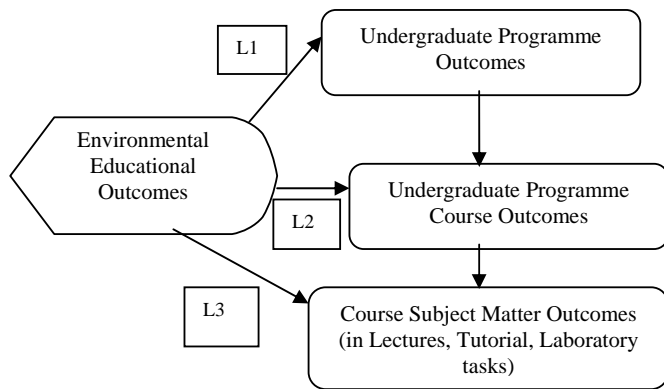 L1
Undergraduate Programme
Outcomes
Environmental
Educational
Outcomes
L2
Undergraduate Programme
Course Outcomes
L3
Course Subject Matter Outcomes
(in Lectures, Tutorial, Laboratory
tasks)